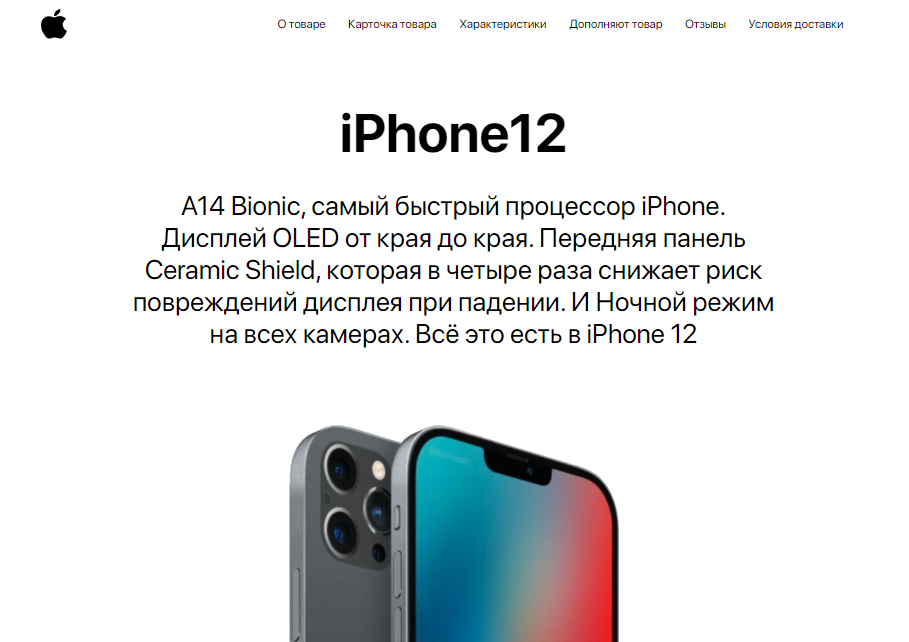 О товаре Карточка товара Характеристики Дополняют товар Отзывы Условия доставки
iPhone12
A14 Bionic, самый быстрый процессор iPhone.
Дисплей OLED от края до края. Передняя панель
Ceramic Shield, которая в четыре раза снижает риск
повреждений дисплея при падении. И Ночной режим
на всех камерах. Всё это есть в iPhone 12